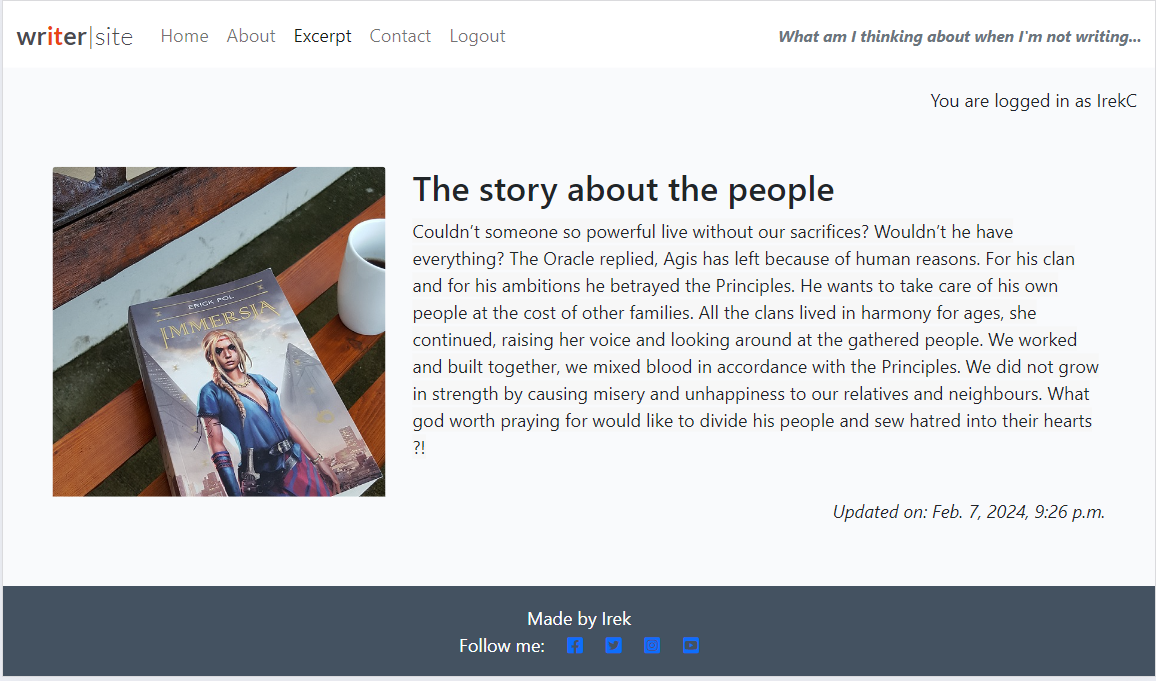 writer|site Home About Excerpt Contact Logout What am I thinking about when I'm not writing...
You are logged in as IrekC
ERICK POL
IMMERSJA
The story about the people
Couldn’t someone so powerful live without our sacrifices? Wouldn’t he have
everything? The Oracle replied, Agis has left because of human reasons. For his clan
and for his ambitions he betrayed the Principles. He wants to take care of his own
people at the cost of other families. All the clans lived in harmony for ages, she
continued, raising her voice and looking around at the gathered people. We worked
and built together, we mixed blood in accordance with the Principles. We did not grow
in strength by causing misery and unhappiness to our relatives and neighbours. What
god worth praying for would like to divide his people and sew hatred into their hearts
?!
Updated on: Feb. 7, 2024, 9:26 p.m.
Made by Irek
Follow me: